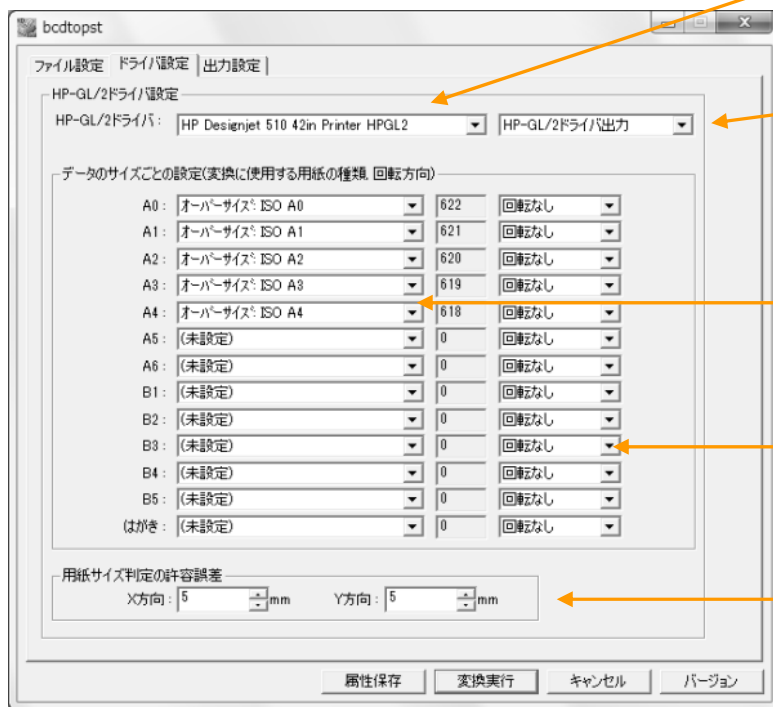 bcdtopst
ファイル設定 ドライバ設定 出力設定
HP-GL/2ドライバ設定
HP-GL/2ドライバ： HP Designjet 510 42in Printer HPGL2 HP-GL/2ドライバ出力
データのサイズごとの設定(変換に使用する用紙の種類, 回転方向)
A0： オーバーサイズ: ISO A0 622 回転なし
A1： オーバーサイズ: ISO A1 621 回転なし
A2： オーバーサイズ: ISO A2 620 回転なし
A3： オーバーサイズ: ISO A3 619 回転なし
A4： オーバーサイズ: ISO A4 618 回転なし
A5： (未設定) 0 回転なし
A6： (未設定) 0 回転なし
B1： (未設定) 0 回転なし
B2： (未設定) 0 回転なし
B3： (未設定) 0 回転なし
B4： (未設定) 0 回転なし
B5： (未設定) 0 回転なし
はがき： (未設定) 0 回転なし
用紙サイズ判定の許容誤差
X方向： 5 mm Y方向： 5 mm
属性保存 変換実行 キャンセル バージョン